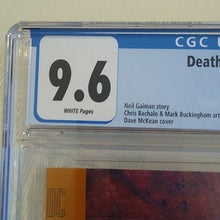 CGC U
9.6
WHITE Pages
Death
Neil Gaiman story
Chris Bachalo & Mark Buckingham art
Dave McKean cover
DC